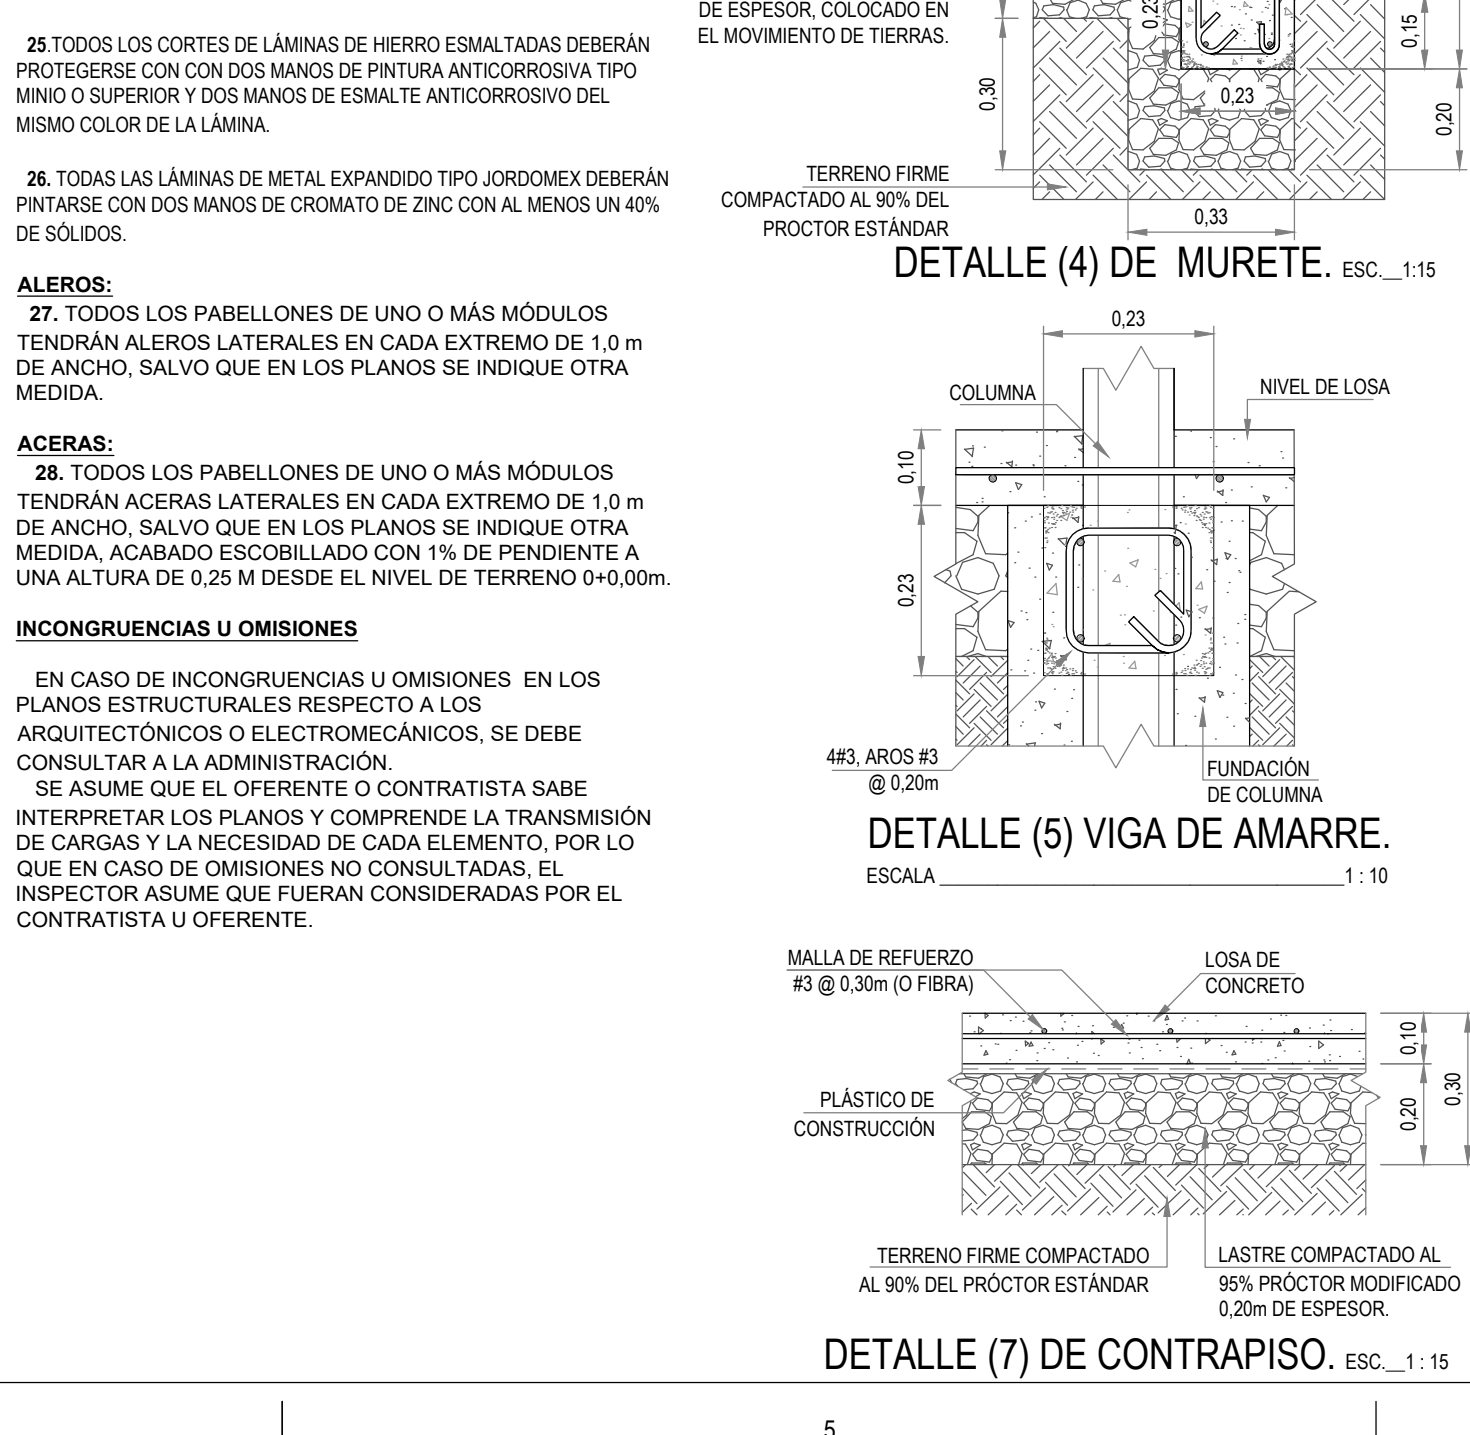 25.TODOS LOS CORTES DE LÁMINAS DE HIERRO ESMALTADAS DEBERÁN
PROTEGERSE CON CON DOS MANOS DE PINTURA ANTICORROSIVA TIPO
MINIO O SUPERIOR Y DOS MANOS DE ESMALTE ANTICORROSIVO DEL
MISMO COLOR DE LA LÁMINA.
26. TODAS LAS LÁMINAS DE METAL EXPANDIDO TIPO JORDOMEX DEBERÁN
PINTARSE CON DOS MANOS DE CROMATO DE ZINC CON AL MENOS UN 40%
DE SÓLIDOS.
ALEROS:
27. TODOS LOS PABELLONES DE UNO O MÁS MÓDULOS
TENDRÁN ALEROS LATERALES EN CADA EXTREMO DE 1,0 m
DE ANCHO, SALVO QUE EN LOS PLANOS SE INDIQUE OTRA
MEDIDA.
ACERAS:
28. TODOS LOS PABELLONES DE UNO O MÁS MÓDULOS
TENDRÁN ACERAS LATERALES EN CADA EXTREMO DE 1,0 m
DE ANCHO, SALVO QUE EN LOS PLANOS SE INDIQUE OTRA
MEDIDA, ACABADO ESCOBILLADO CON 1% DE PENDIENTE A
UNA ALTURA DE 0,25 M DESDE EL NIVEL DE TERRENO 0+0,00m.
INCONGRUENCIAS U OMISIONES
EN CASO DE INCONGRUENCIAS U OMISIONES EN LOS
PLANOS ESTRUCTURALES RESPECTO A LOS
ARQUITECTÓNICOS O ELECTROMECÁNICOS, SE DEBE
CONSULTAR A LA ADMINISTRACIÓN.
SE ASUME QUE EL OFERENTE O CONTRATISTA SABE
INTERPRETAR LOS PLANOS Y COMPRENDE LA TRANSMISIÓN
DE CARGAS Y LA NECESIDAD DE CADA ELEMENTO, POR LO
QUE EN CASO DE OMISIONES NO CONSULTADAS, EL
INSPECTOR ASUME QUE FUERAN CONSIDERADAS POR EL
CONTRATISTA U OFERENTE.
DE ESPESOR, COLOCADO EN
EL MOVIMIENTO DE TIERRAS.
0,23
0,15
0,30
0,23
0,20
TERRENO FIRME
COMPACTADO AL 90% DEL
PROCTOR ESTÁNDAR
0,33
DETALLE (4) DE MURETE. ESC.__1:15
0,23
COLUMNA
NIVEL DE LOSA
0,10
0,23
4#3, AROS #3
@ 0,20m
FUNDACIÓN
DE COLUMNA
DETALLE (5) VIGA DE AMARRE.
ESCALA ______________________________________ 1 : 10
MALLA DE REFUERZO
#3 @ 0,30m (O FIBRA)
LOSA DE
CONCRETO
0,10
0,30
0,20
PLÁSTICO DE
CONSTRUCCIÓN
TERRENO FIRME COMPACTADO
AL 90% DEL PRÓCTOR ESTÁNDAR
LASTRE COMPACTADO AL
95% PRÓCTOR MODIFICADO
0,20m DE ESPESOR.
DETALLE (7) DE CONTRAPISO. ESC.__1 : 15
5